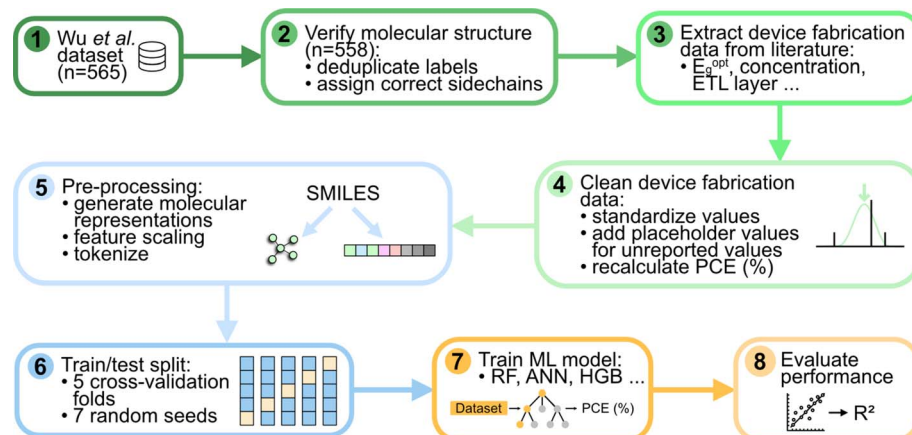 1 Wu et al.
dataset
(n=565)
2 Verify molecular structure
(n=558):
• deduplicate labels
• assign correct sidechains
3 Extract device fabrication
data from literature:
• Egopt, concentration,
ETL layer ...
4 Clean device fabrication
data:
• standardize values
• add placeholder values
for unreported values
• recalculate PCE (%)
5 Pre-processing:
• generate molecular
representations
• feature scaling
• tokenize
SMILES
6 Train/test split:
• 5 cross-validation
folds
• 7 random seeds
7 Train ML model:
• RF, ANN, HGB ...
Dataset
PCE (%)
8 Evaluate
performance
R²